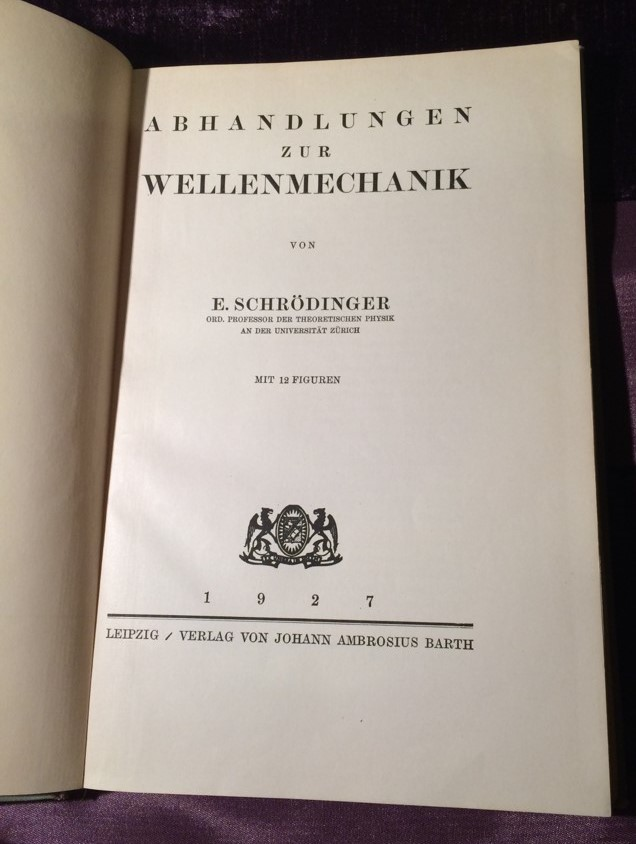 ABHANDLUNGEN
ZUR
WELLENMECHANIK
VON
E. SCHRÖDINGER
ORD. PROFESSOR DER THEORETISCHEN PHYSIK
AN DER UNIVERSITÄT ZÜRICH
MIT 12 FIGUREN
1 9 2 7
LEIPZIG / VERLAG VON JOHANN AMBROSIUS BARTH